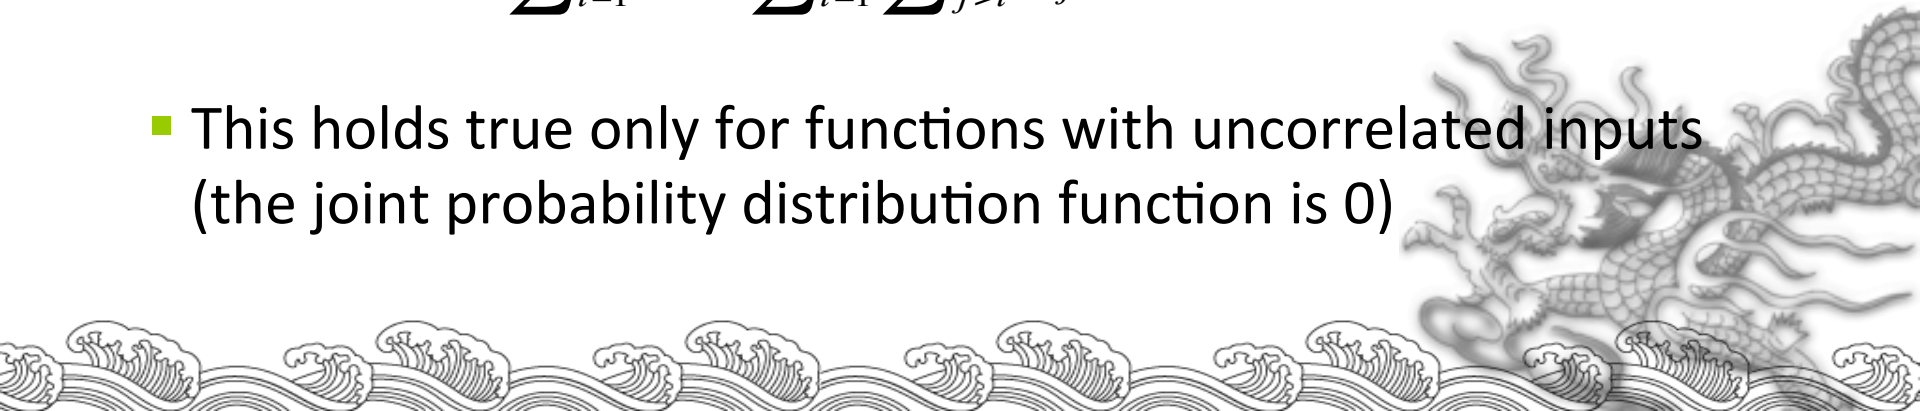 This holds true only for functions with uncorrelated inputs
(the joint probability distribution function is 0)